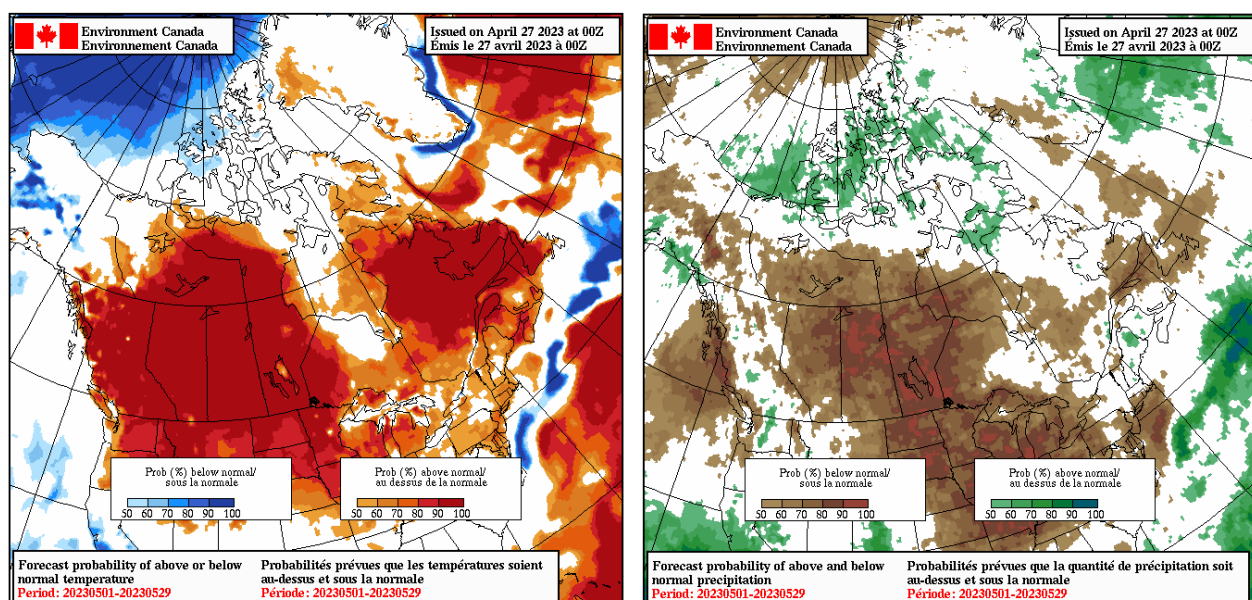 Environment Canada
Environnement Canada
Issued on April 27 2023 at 00Z
Émis le 27 avril 2023 à 00Z
Prob (%) below normal/
sous la normale
50 60 70 80 90 100
Prob (%) above normal/
au dessus de la normale
50 60 70 80 90 100
Forecast probability of above or below
normal temperature
Period: 20230501-20230529
Probabilités prévues que les températures soient
au-dessus et sous la normale
Période: 20230501-20230529
Environment Canada
Environnement Canada
Issued on April 27 2023 at 00Z
Émis le 27 avril 2023 à 00Z
Prob (%) below normal/
sous la normale
50 60 70 80 90 100
Prob (%) above normal/
au dessus de la normale
50 60 70 80 90 100
Forecast probability of above and below
normal precipitation
Period: 20230501-20230529
Probabilités prévues que la quantité de précipitation soit
au-dessus et sous la normale
Période: 20230501-20230529